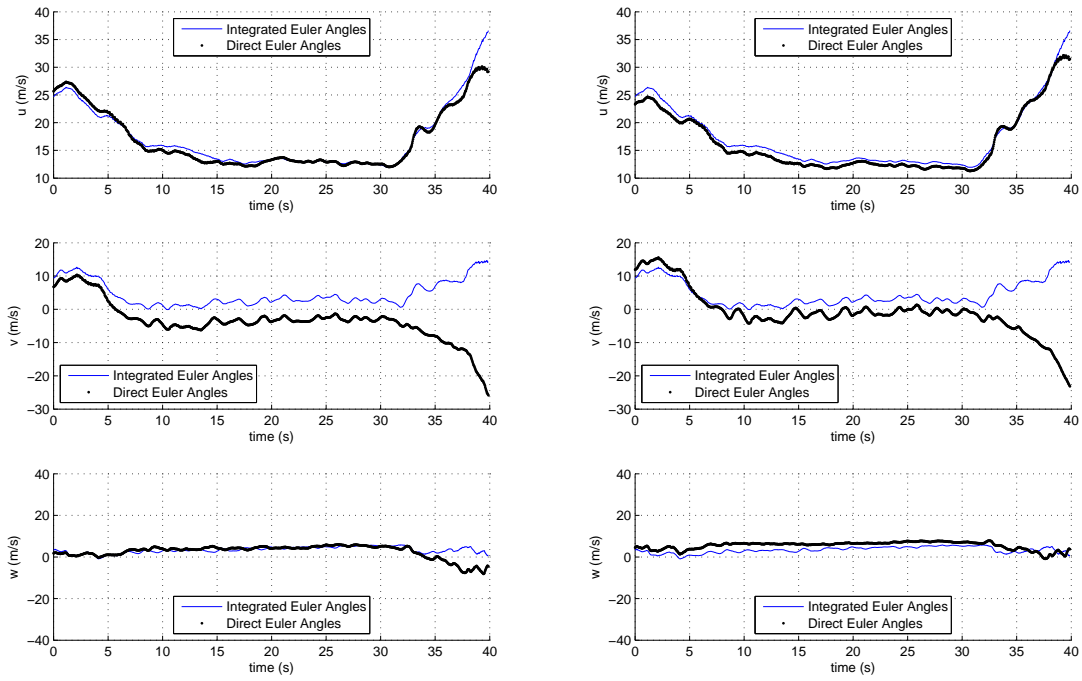 40
35
30
25
20
15
10
u (m/s)
Integrated Euler Angles
Direct Euler Angles
0 5 10 15 20 25 30 35 40
time (s)
40
35
30
25
20
15
10
u (m/s)
Integrated Euler Angles
Direct Euler Angles
0 5 10 15 20 25 30 35 40
time (s)
20
10
0
−10
−20
−30
v (m/s)
Integrated Euler Angles
Direct Euler Angles
0 5 10 15 20 25 30 35 40
time (s)
20
10
0
−10
−20
−30
v (m/s)
Integrated Euler Angles
Direct Euler Angles
0 5 10 15 20 25 30 35 40
time (s)
40
20
0
−20
−40
w (m/s)
Integrated Euler Angles
Direct Euler Angles
0 5 10 15 20 25 30 35 40
time (s)
40
20
0
−20
−40
w (m/s)
Integrated Euler Angles
Direct Euler Angles
0 5 10 15 20 25 30 35 40
time (s)